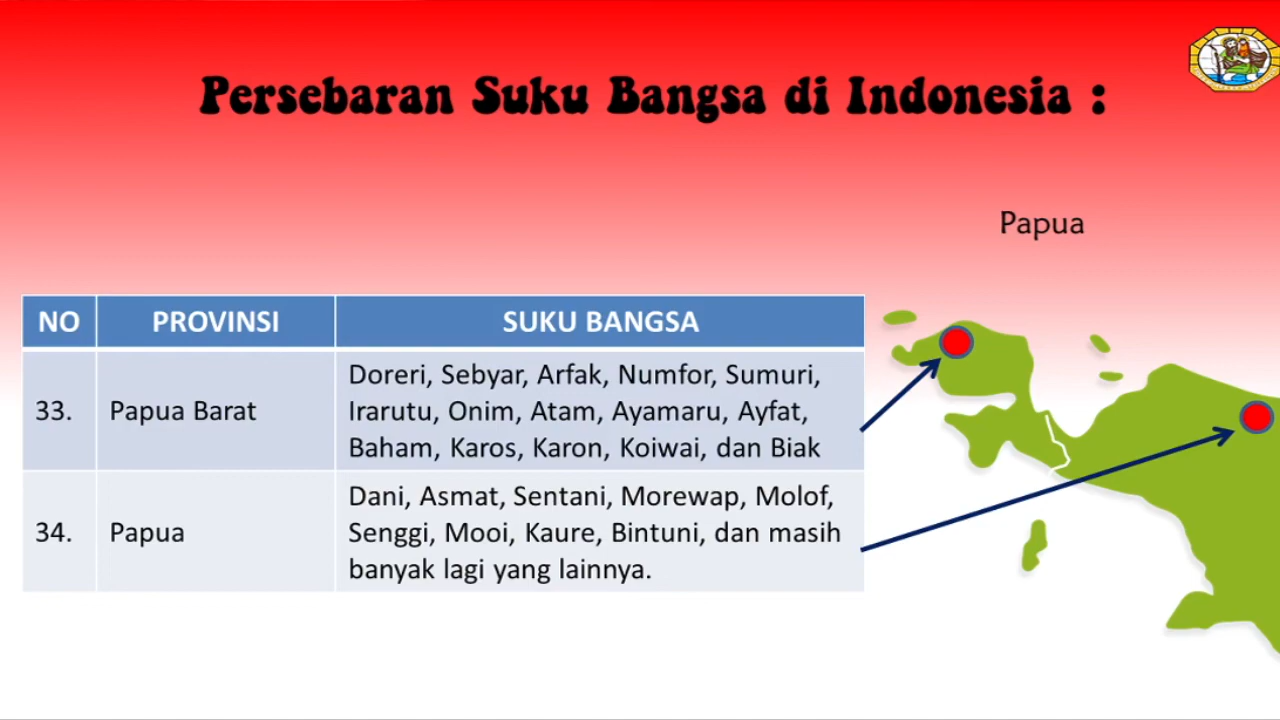 Persebaran Suku Bangsa di Indonesia :
Papua
NO PROVINSI SUKU BANGSA
33. Papua Barat Doreri, Sebyar, Arfak, Numfor, Sumuri,
Irarutu, Onim, Atam, Ayamaru, Ayfat,
Baham, Karos, Karon, Koiwai, dan Biak
34. Papua Dani, Asmat, Sentani, Morewap, Molof,
Senggi, Mooi, Kaure, Bintuni, dan masih
banyak lagi yang lainnya.